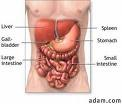 Liver
Gall-
bladder
Large
Intestine
Spleen
Stomach
Small
Intestine
adam.com